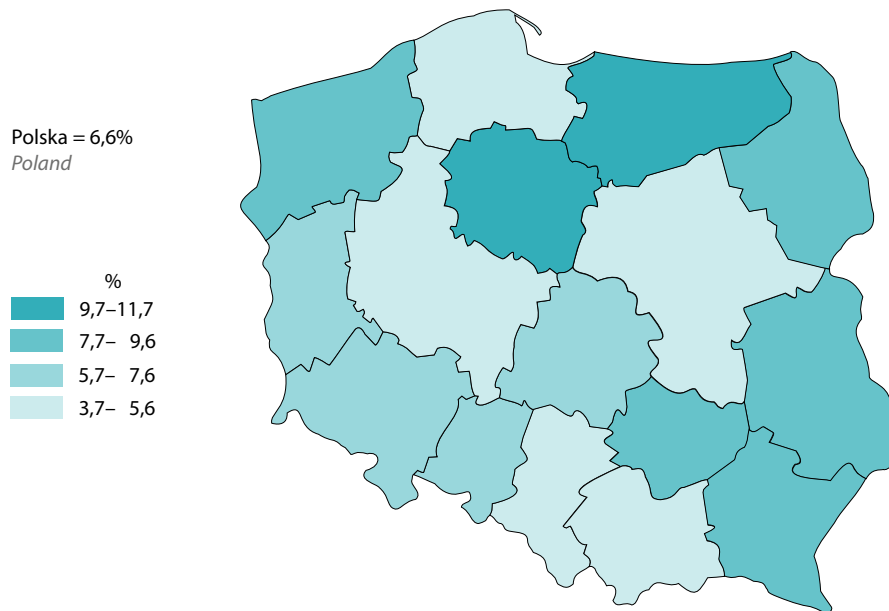 Polska = 6,6%
Poland
%
9,7–11,7
7,7– 9,6
5,7– 7,6
3,7– 5,6